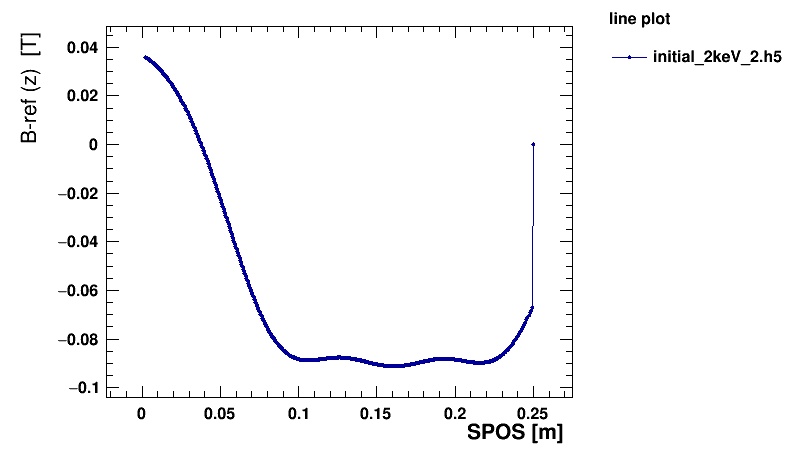 line plot
initial_2keV_2.h5
B-ref (z) [T]
0.04
0.02
0
−0.02
−0.04
−0.06
−0.08
−0.1
0 0.05 0.1 0.15 0.2 0.25
SPOS [m]